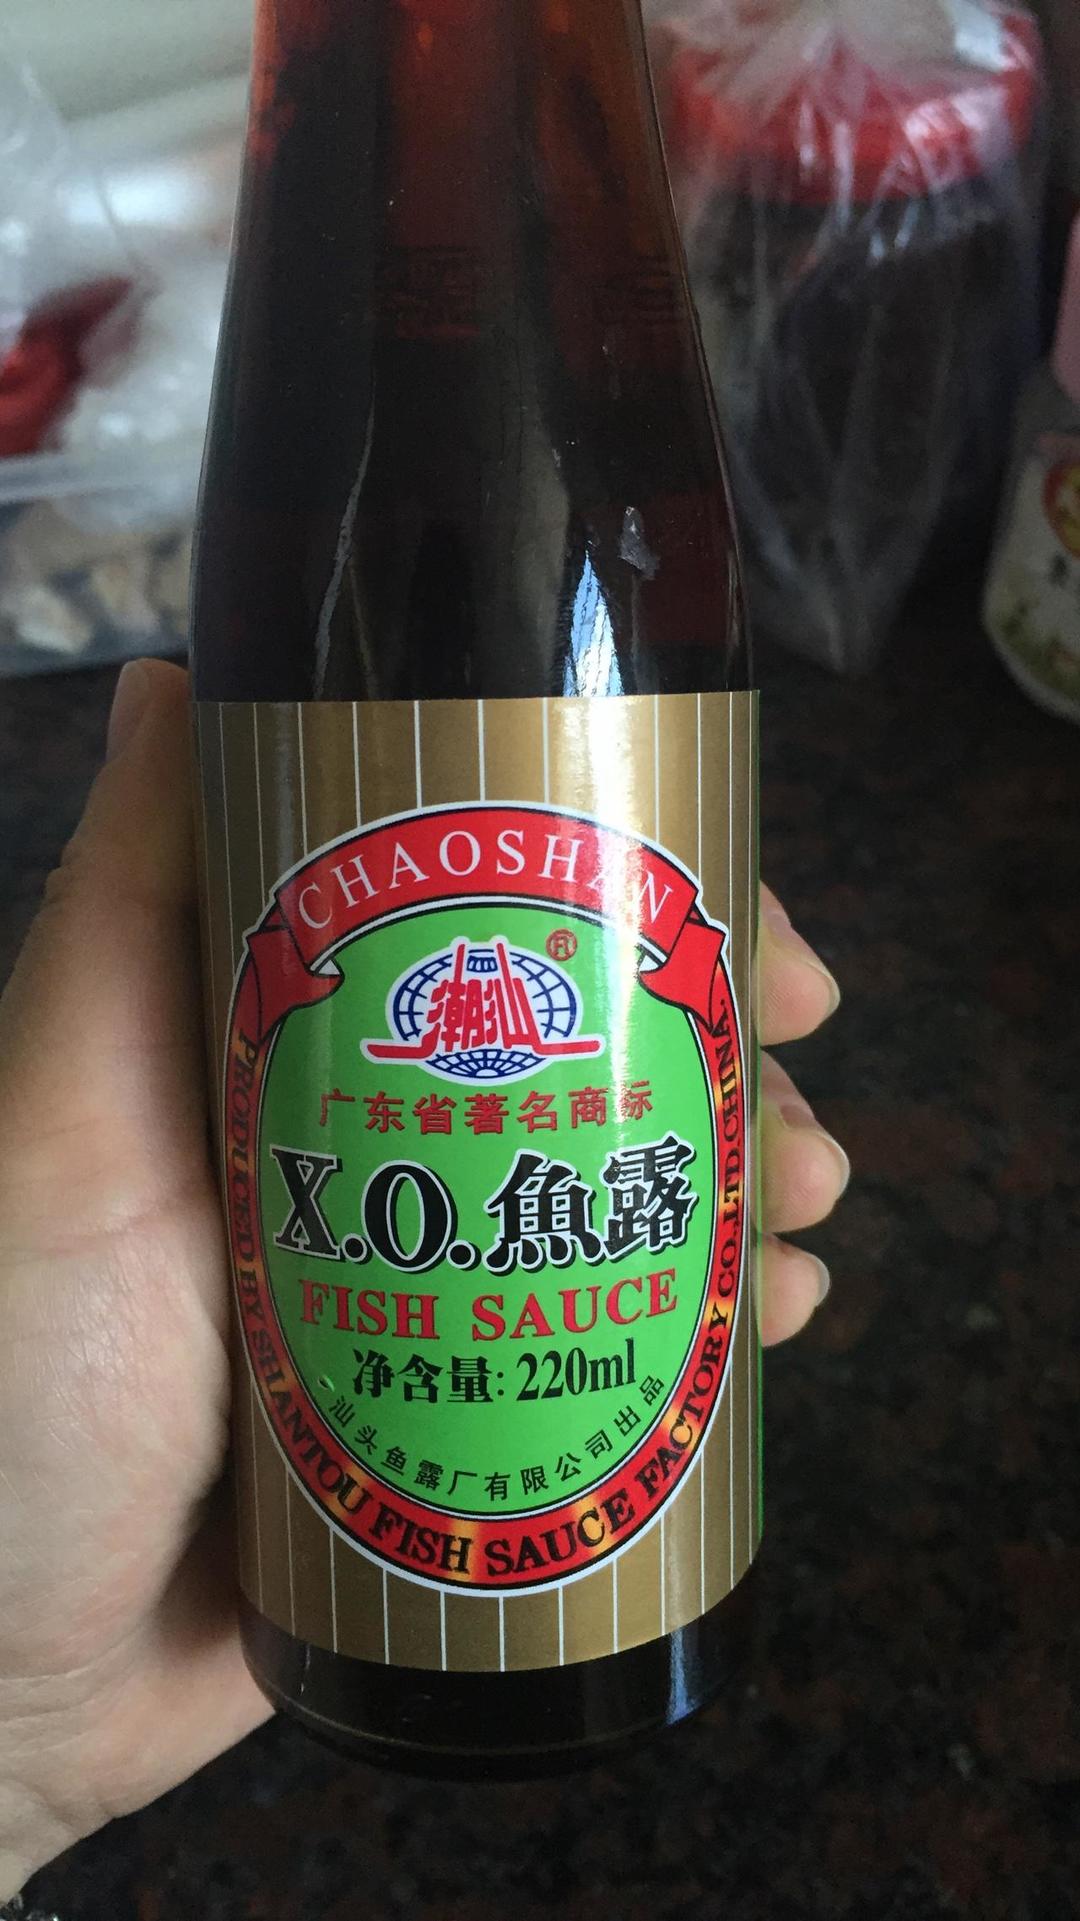 CHAOSHAN
潮汕
®
广东省著名商标
X.O.魚露
FISH SAUCE
净含量: 220ml
汕头鱼露厂有限公司出品
PRODUCED BY SHANTOU FISH SAUCE FACTORY CO.LTD.CHINA.